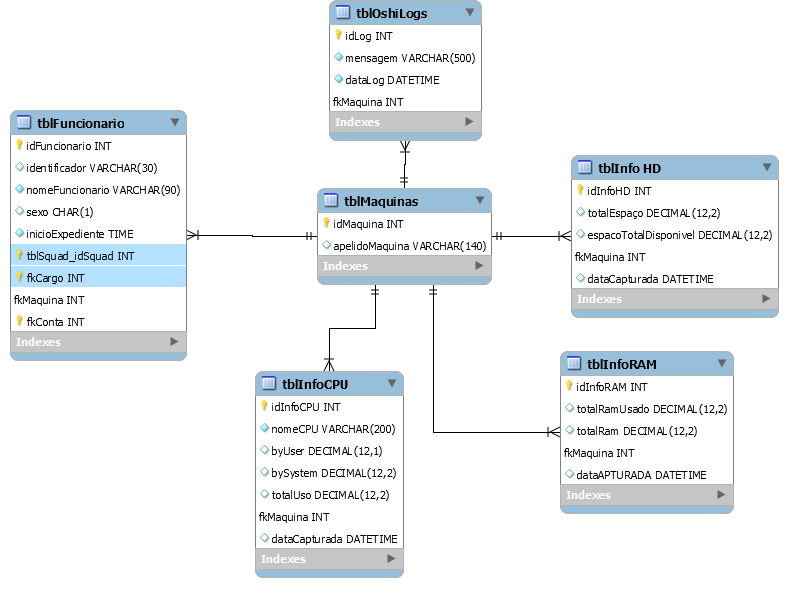 tblOshiLogs
idLog INT
mensagem VARCHAR(500)
dataLog DATETIME
fkMaquina INT
Indexes
tblFuncionario
idFuncionario INT
identificador VARCHAR(30)
nomeFuncionario VARCHAR(90)
sexo CHAR(1)
inicioExpediente TIME
tblSquad_idSquad INT
fkCargo INT
fkMaquina INT
fkConta INT
Indexes
tblMaquinas
idMaquina INT
apelidoMaquina VARCHAR(140)
Indexes
tblInfo HD
idInfoHD INT
totalEspaço DECIMAL(12,2)
espacoTotalDisponivel DECIMAL(12,2)
fkMaquina INT
dataCapturada DATETIME
Indexes
tblInfoCPU
idInfoCPU INT
nomeCPU VARCHAR(200)
byUser DECIMAL(12,1)
bySystem DECIMAL(12,2)
totalUso DECIMAL(12,2)
fkMaquina INT
dataCapturada DATETIME
Indexes
tblInfoRAM
idInfoRAM INT
totalRamUsado DECIMAL(12,2)
totalRam DECIMAL(12,2)
fkMaquina INT
dataAPTURADA DATETIME
Indexes